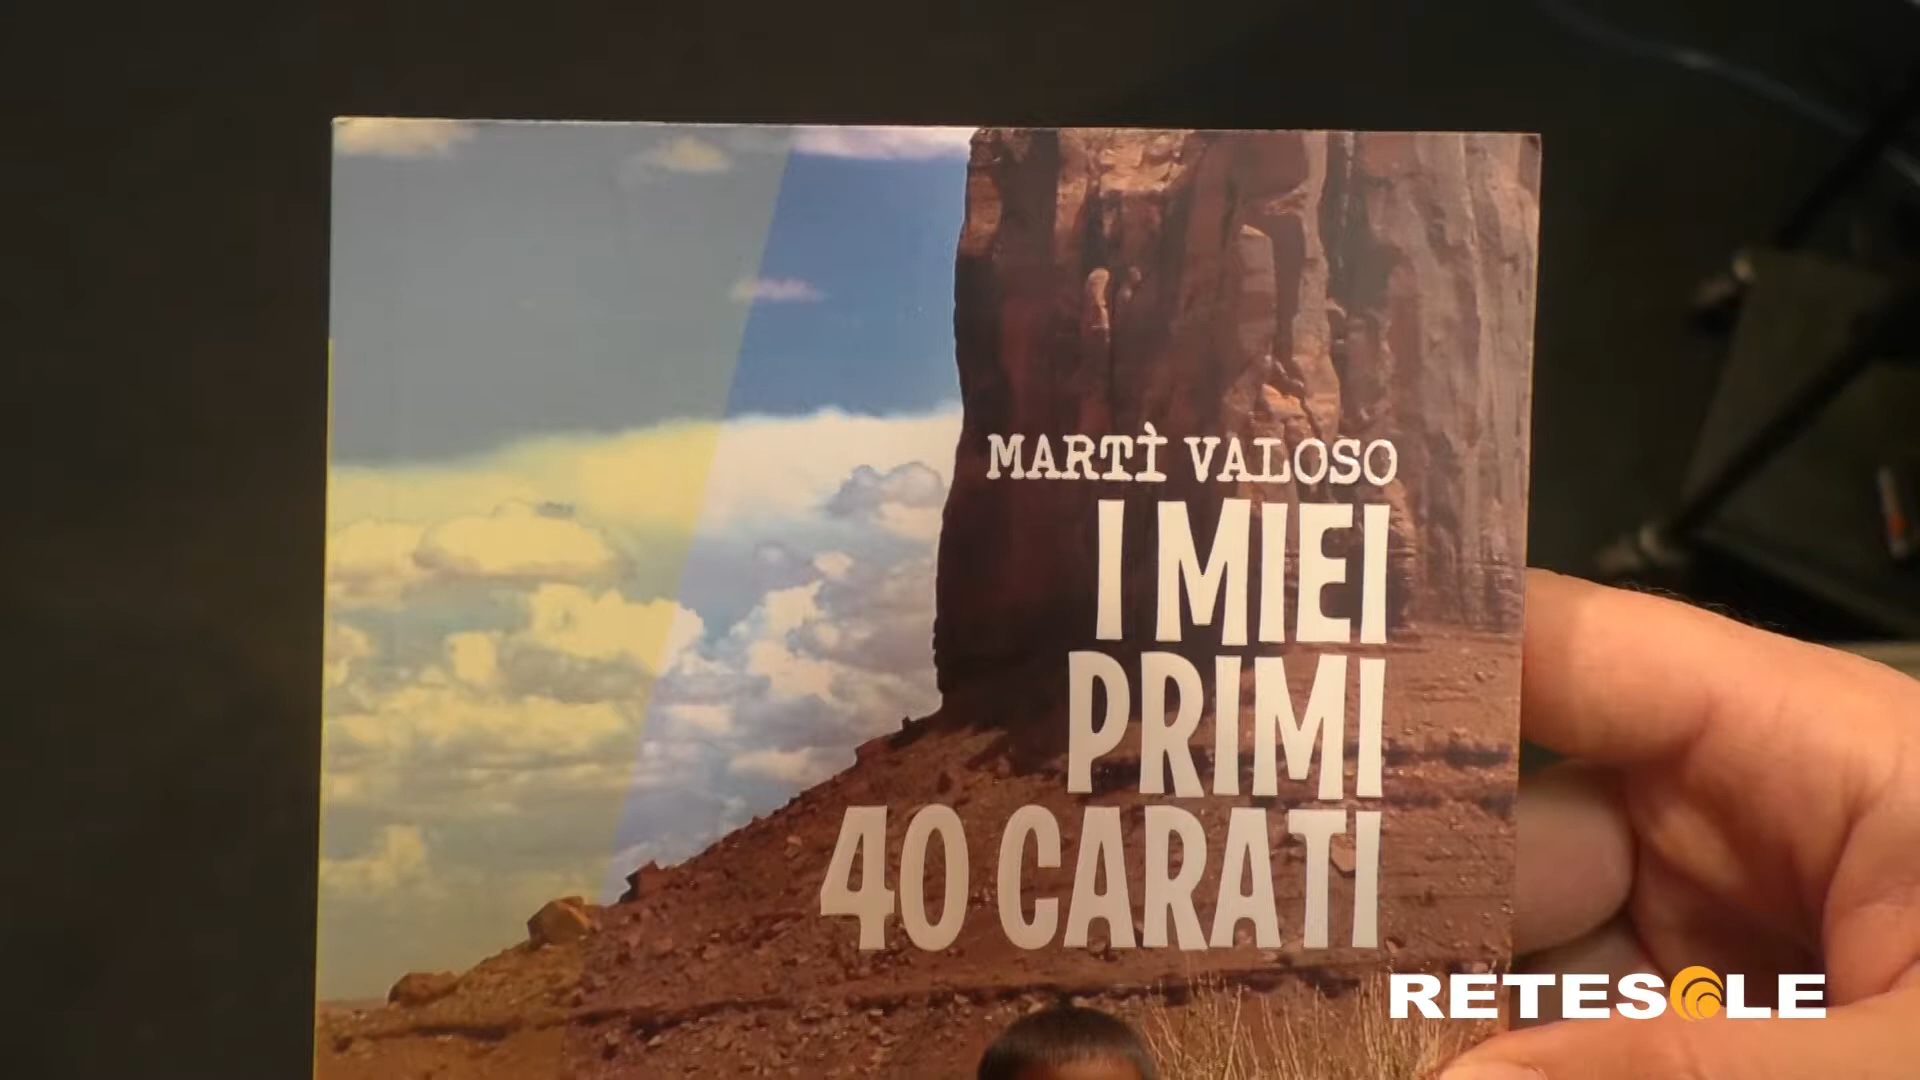 MARTÌ VALOSO
I MIEI
PRIMI
40 CARATI
RETESOLE